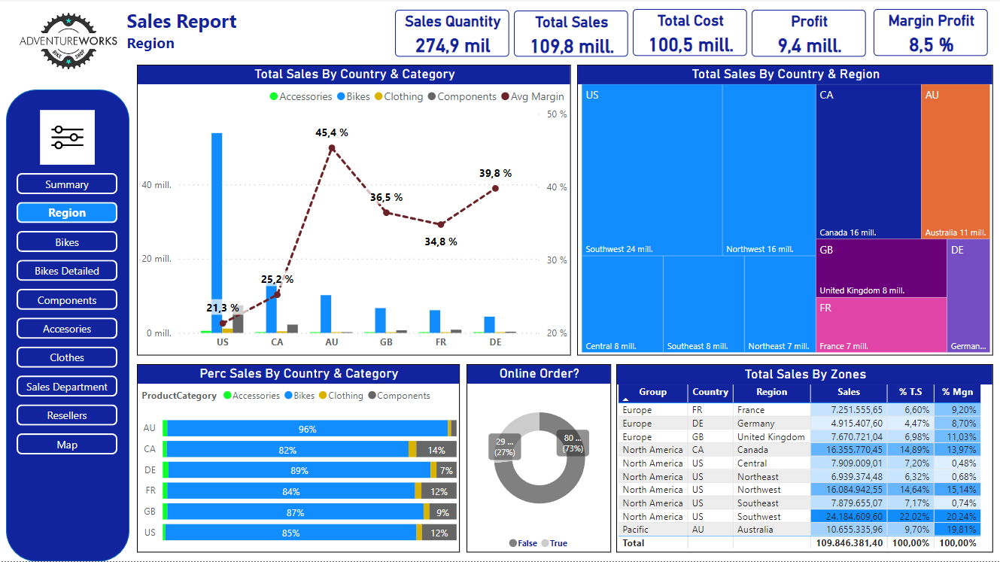 ADVENTUREWORKS
BIKE SHOP
Sales Report
Region
Sales Quantity
274,9 mil
Total Sales
109,8 mill.
Total Cost
100,5 mill.
Profit
9,4 mill.
Margin Profit
8,5 %
Summary
Region
Bikes
Bikes Detailed
Components
Accesories
Clothes
Sales Department
Resellers
Map
Total Sales By Country & Category
Accessories Bikes Clothing Components Avg Margin
50 %
45,4 %
39,8 %
40 mill.
40 %
36,5 %
34,8 %
20 mill.
30 %
25,2 %
21,3 %
0 mill.
20 %
US CA AU GB FR DE
Total Sales By Country & Region
US
Southwest 24 mill.
Northwest 16 mill.
Central 8 mill.
Southeast 8 mill.
Northeast 7 mill.
CA
Canada 16 mill.
AU
Australia 11 mill.
GB
United Kingdom 8 mill.
FR
France 7 mill.
DE
German...
Perc Sales By Country & Category
ProductCategory Accessories Bikes Clothing Components
AU 96%
CA 82% 14%
DE 89% 7%
FR 84% 12%
GB 87% 9%
US 85% 12%
Online Order?
29 ...
(27%)
80 ...
(73%)
False True
Total Sales By Zones
Group Country Region Sales % T.S % Mgn
Europe FR France 7.251.555,65 6,60% 9,20%
Europe DE Germany 4.915.407,60 4,47% 8,70%
Europe GB United Kingdom 7.670.721,04 6,98% 11,03%
North America CA Canada 16.355.770,45 14,89% 13,97%
North America US Central 7.909.009,01 7,20% 0,48%
North America US Northeast 6.939.374,48 6,32% 0,68%
North America US Northwest 16.084.942,55 14,64% 15,14%
North America US Southeast 7.879.655,07 7,17% 0,74%
North America US Southwest 24.184.609,60 22,02% 20,24%
Pacific AU Australia 10.655.335,96 9,70% 19,81%
Total 109.846.381,40 100,00% 100,00%